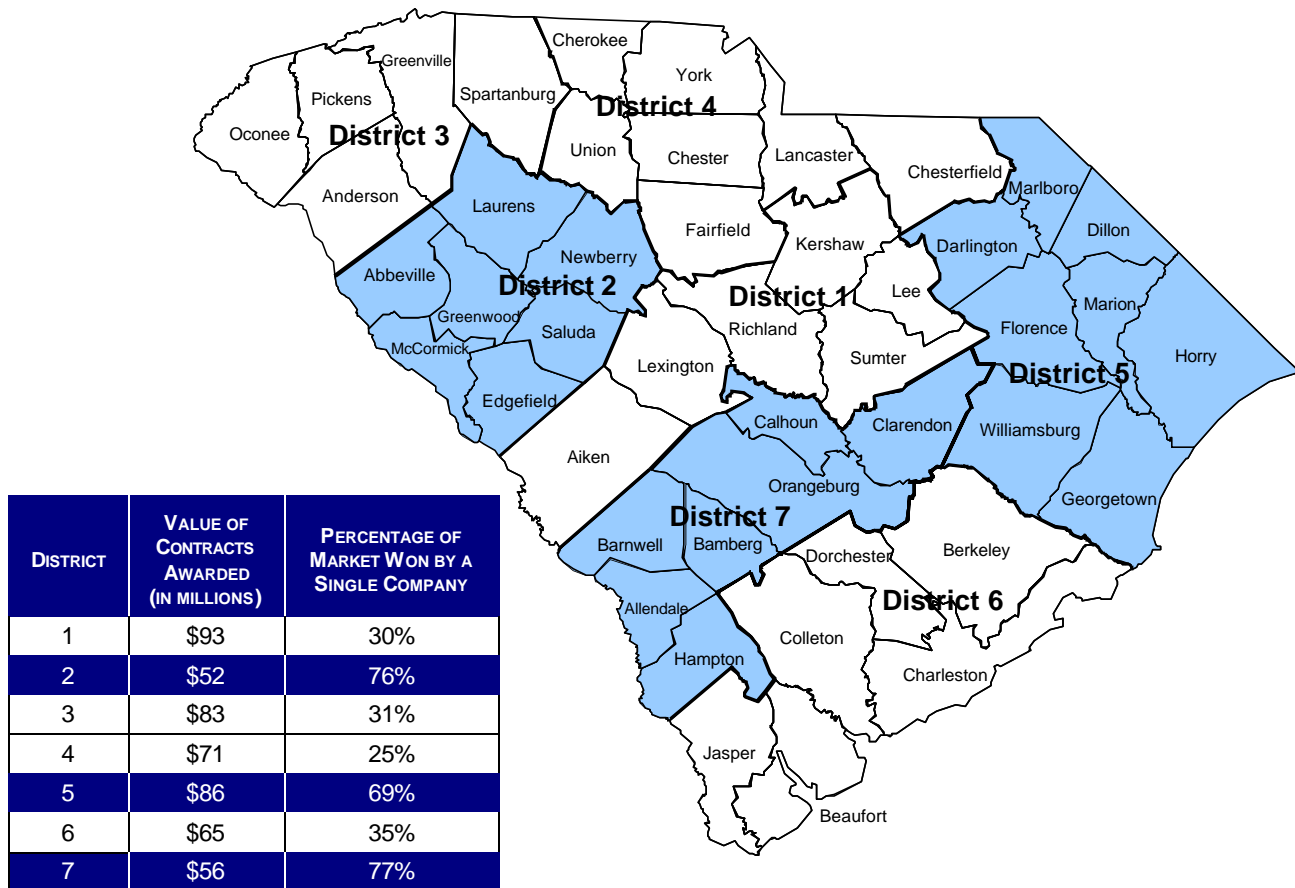 Cherokee
Greenville
York
Pickens
Spartanburg
District 4
Oconee
District 3
Union
Chester
Lancaster
Chesterfield
Anderson
Marlboro
Laurens
Fairfield
Kershaw
Darlington
Dillon
Abbeville
Newberry
District 2
District 1
Lee
Marion
Greenwood
Saluda
Richland
Florence
McCormick
Lexington
Sumter
Horry
District 5
Edgefield
Calhoun
Clarendon
Williamsburg
Aiken
Orangeburg
Georgetown
District 7
Barnwell
Bamberg
Dorchester
Berkeley
Allendale
District 6
Colleton
Hampton
Charleston
Jasper
Beaufort
DISTRICT
VALUE OF
CONTRACTS
AWARDED
(IN MILLIONS)
PERCENTAGE OF
MARKET WON BY A
SINGLE COMPANY
1 $93 30%
2 $52 76%
3 $83 31%
4 $71 25%
5 $86 69%
6 $65 35%
7 $56 77%